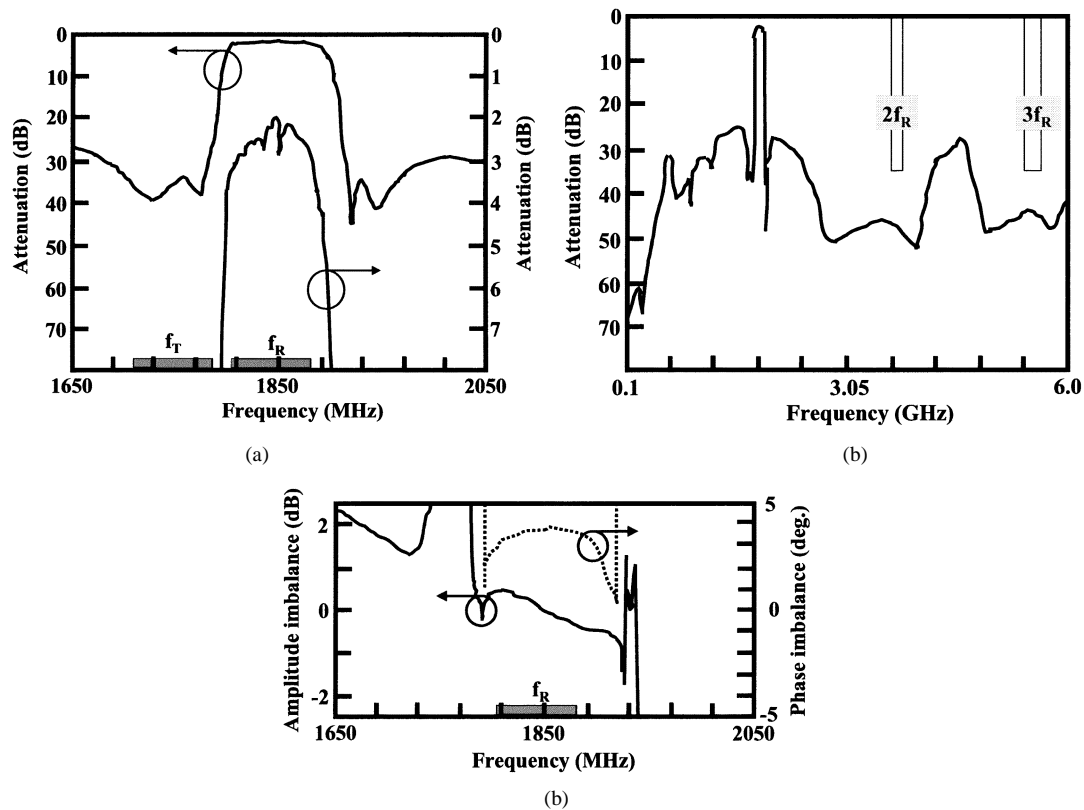 0
10
20
30
40
50
60
70
Attenuation (dB)
0
1
2
3
4
5
6
7
Attenuation (dB)
f_T
f_R
1650
1850
2050
Frequency (MHz)
(a)
0
10
20
30
40
50
60
70
Attenuation (dB)
2f_R
3f_R
0.1
3.05
6.0
Frequency (GHz)
(b)
2
0
-2
Amplitude imbalance (dB)
5
0
-5
Phase imbalance (deg.)
f_R
1650
1850
2050
Frequency (MHz)
(b)